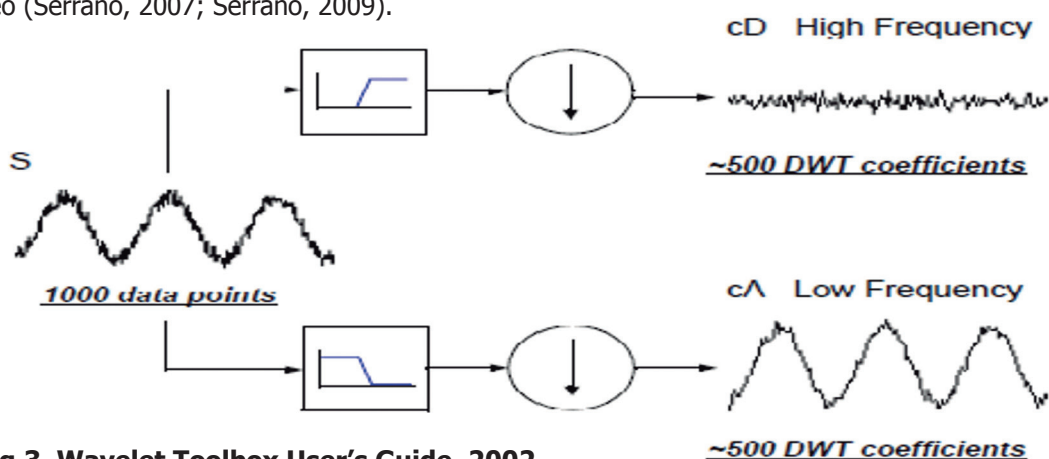 (Serrano, 2007; Serrano, 2009).
cD High Frequency
~500 DWT coefficients
S
1000 data points
cA Low Frequency
~500 DWT coefficients
3. Wavelet Toolbox User's Guide, 2002